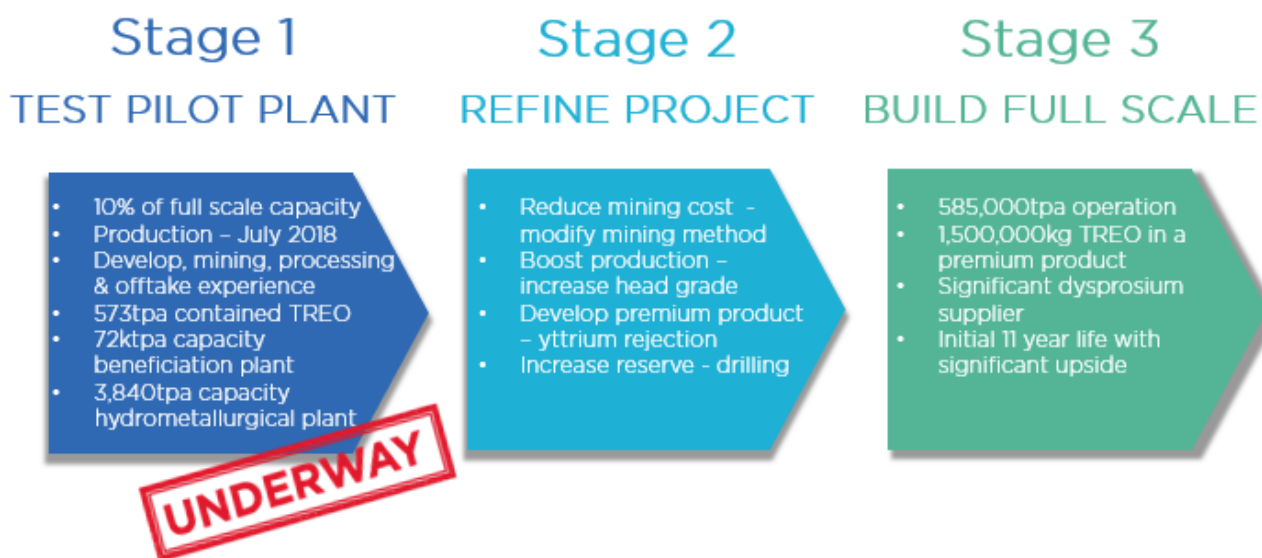 Stage 1
TEST PILOT PLANT
• 10% of full scale capacity
• Production – July 2018
• Develop, mining, processing
& offtake experience
• 573tpa contained TREO
• 72ktpa capacity
beneficiation plant
• 3,840tpa capacity
hydrometallurgical plant
UNDERWAY
Stage 2
REFINE PROJECT
• Reduce mining cost -
modify mining method
• Boost production –
increase head grade
• Develop premium product
– yttrium rejection
• Increase reserve - drilling
Stage 3
BUILD FULL SCALE
• 585,000tpa operation
• 1,500,000kg TREO in a
premium product
• Significant dysprosium
supplier
• Initial 11 year life with
significant upside